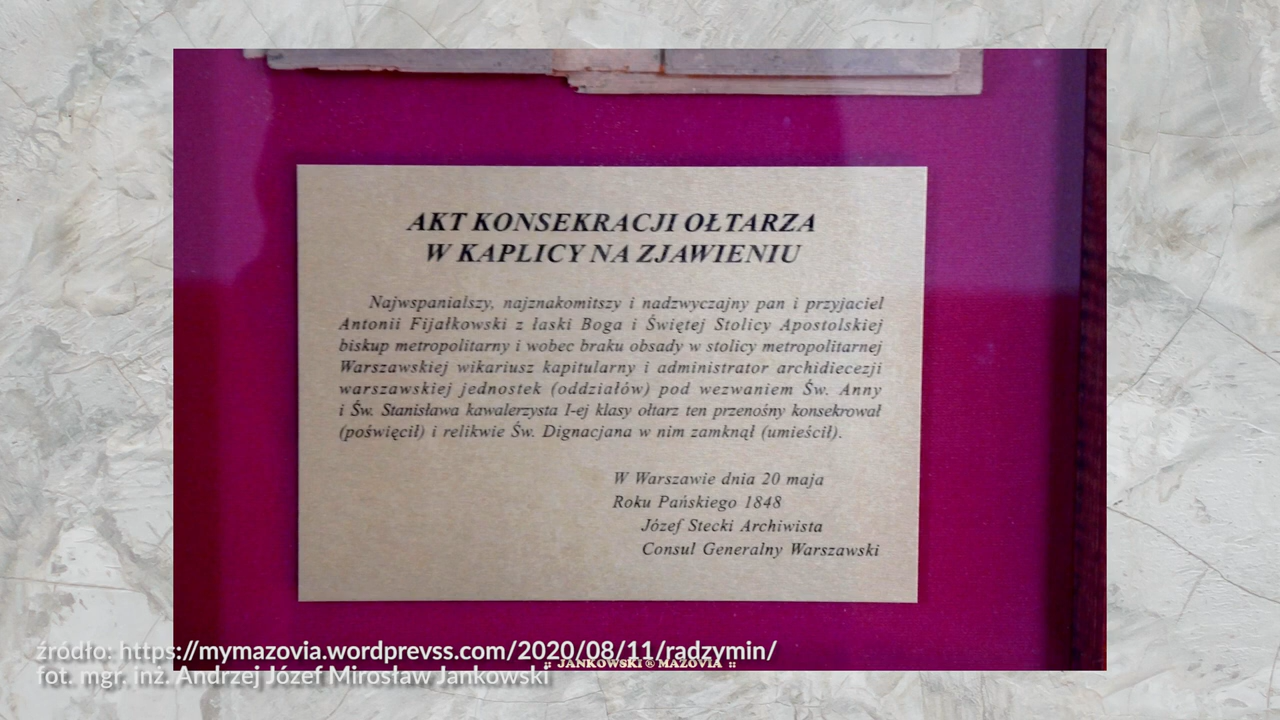 AKT KONSEKRACJI OŁTARZA
W KAPLICY NA ZJAWIENIU
Najwspanialszy, najznakomitszy i nadzwyczajny pan i przyjaciel
Antonii Fijałkowski z łaski Boga i Świętej Stolicy Apostolskiej
biskup metropolitarny i wobec braku obsady w stolicy metropolitarnej
Warszawskiej wikariusz kapitularny i administrator archidiecezji
warszawskiej jednostek (oddziałów) pod wezwaniem Św. Anny
i Św. Stanisława kawalerzysta I-ej klasy ołtarz ten przenośny konsekrował
(poświęcił) i relikwie Św. Dignacjana w nim zamknął (umieścił).
W Warszawie dnia 20 maja
Roku Pańskiego 1848
Józef Stecki Archiwista
Consul Generalny Warszawski
źródło: https://mymazovia.wordprevss.com/2020/08/11/radzymin/
:: JANKOWSKI ® MAZOVIA ::
fot. mgr. inż. Andrzej Józef Mirosław Jankowski